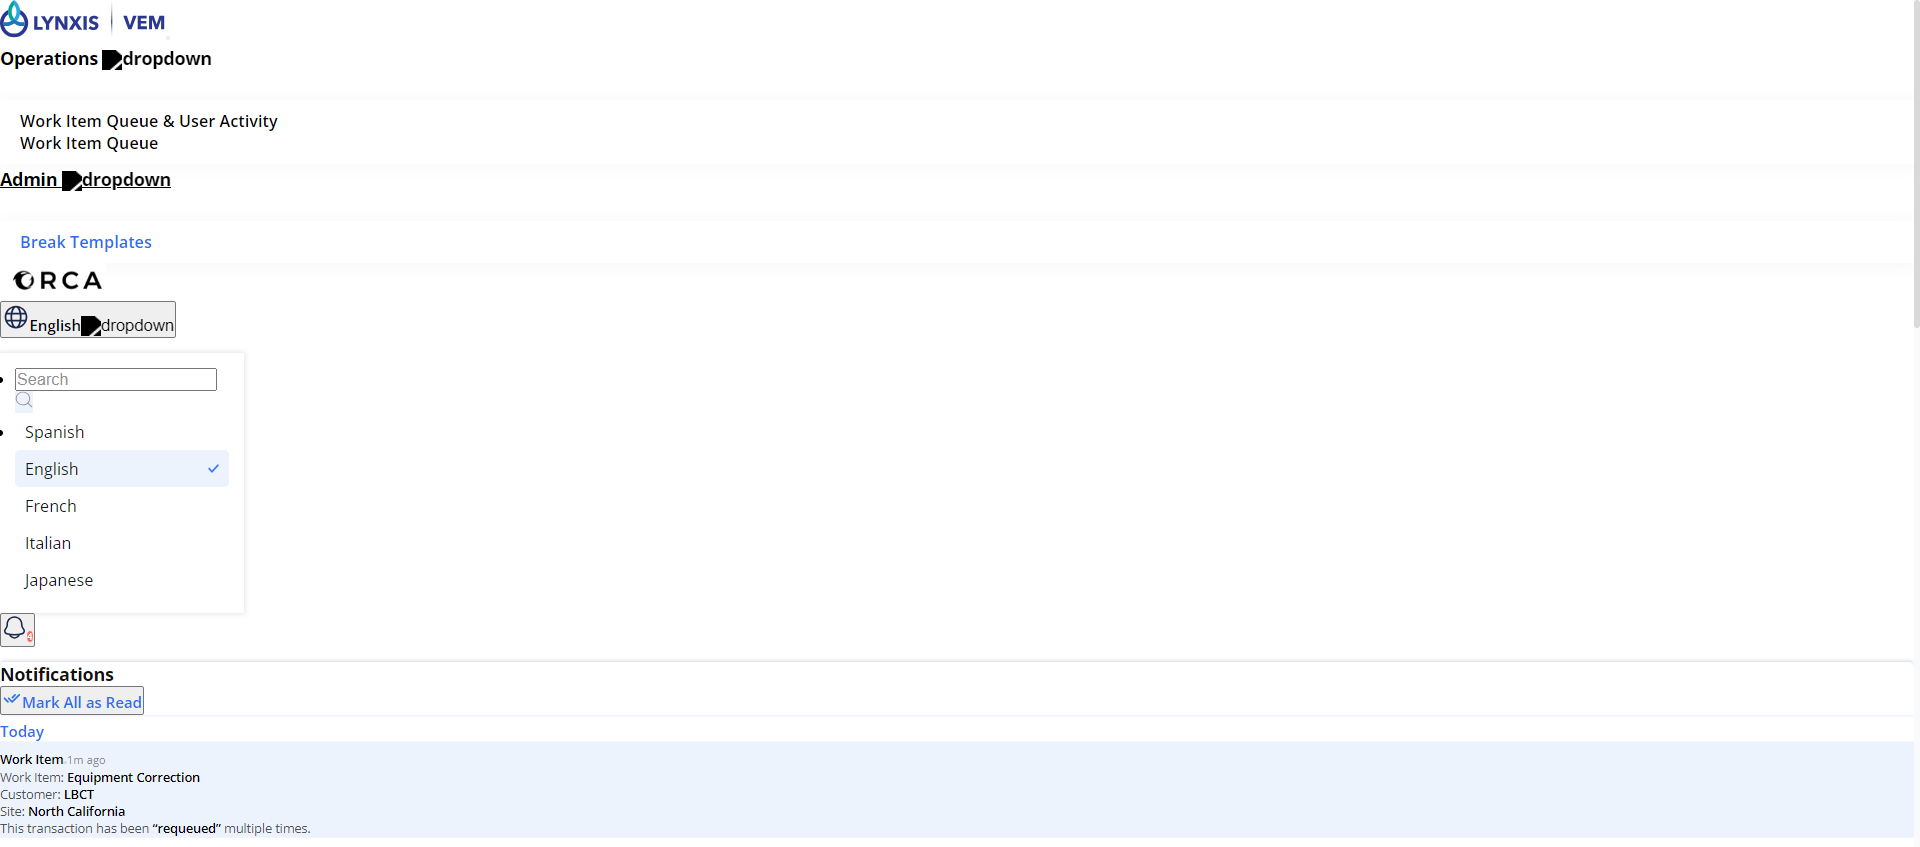 LYNXIS | VEM
Operations dropdown
Work Item Queue & User Activity
Work Item Queue
Admin dropdown
Break Templates
ORCA
English dropdown
Search
Spanish
English
French
Italian
Japanese
Notifications
Mark All as Read
Today
Work Item 1m ago
Work Item: Equipment Correction
Customer: LBCT
Site: North California
This transaction has been “requeued” multiple times.